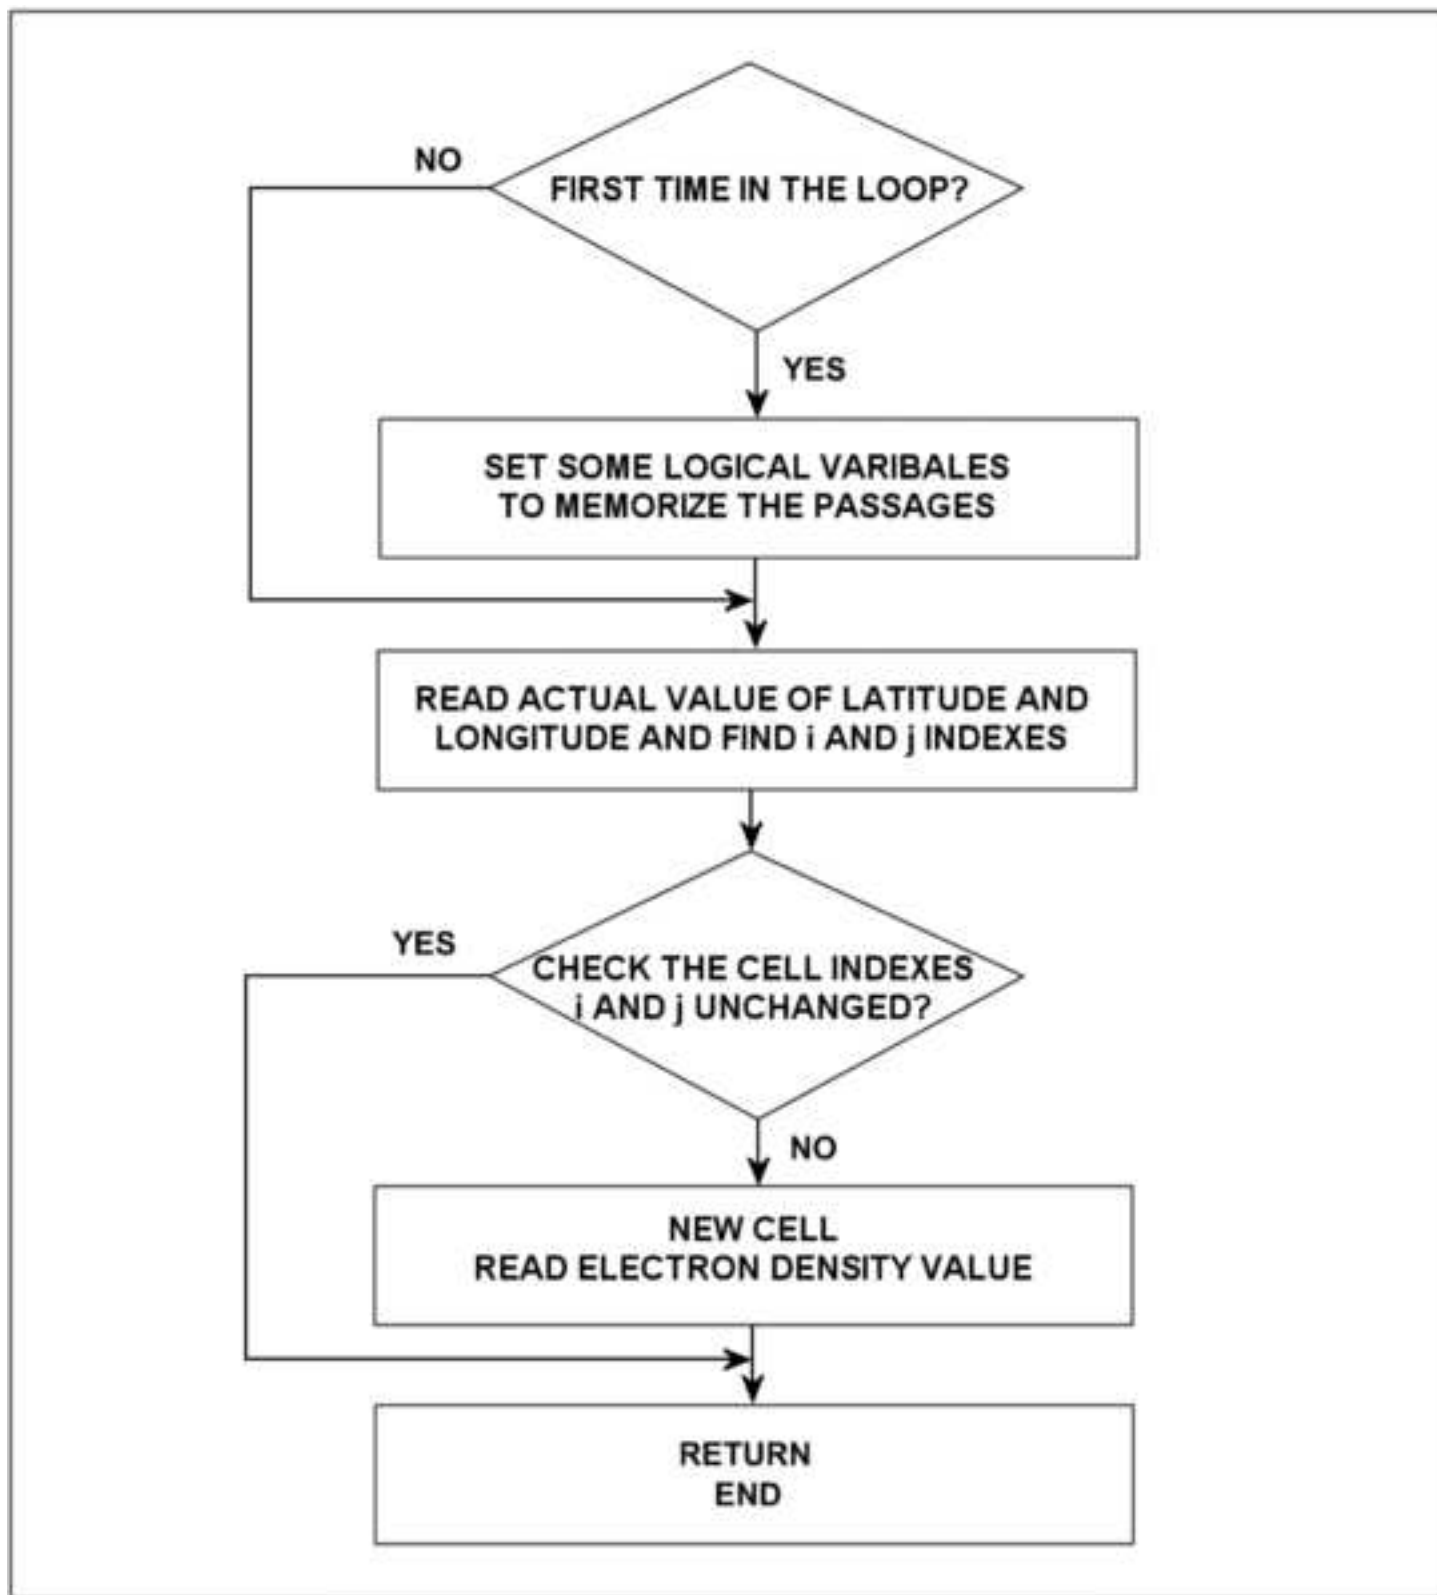 NO
FIRST TIME IN THE LOOP?
YES
SET SOME LOGICAL VARIBALES
TO MEMORIZE THE PASSAGES
READ ACTUAL VALUE OF LATITUDE AND
LONGITUDE AND FIND i AND j INDEXES
YES
CHECK THE CELL INDEXES
i AND j UNCHANGED?
NO
NEW CELL
READ ELECTRON DENSITY VALUE
RETURN
END